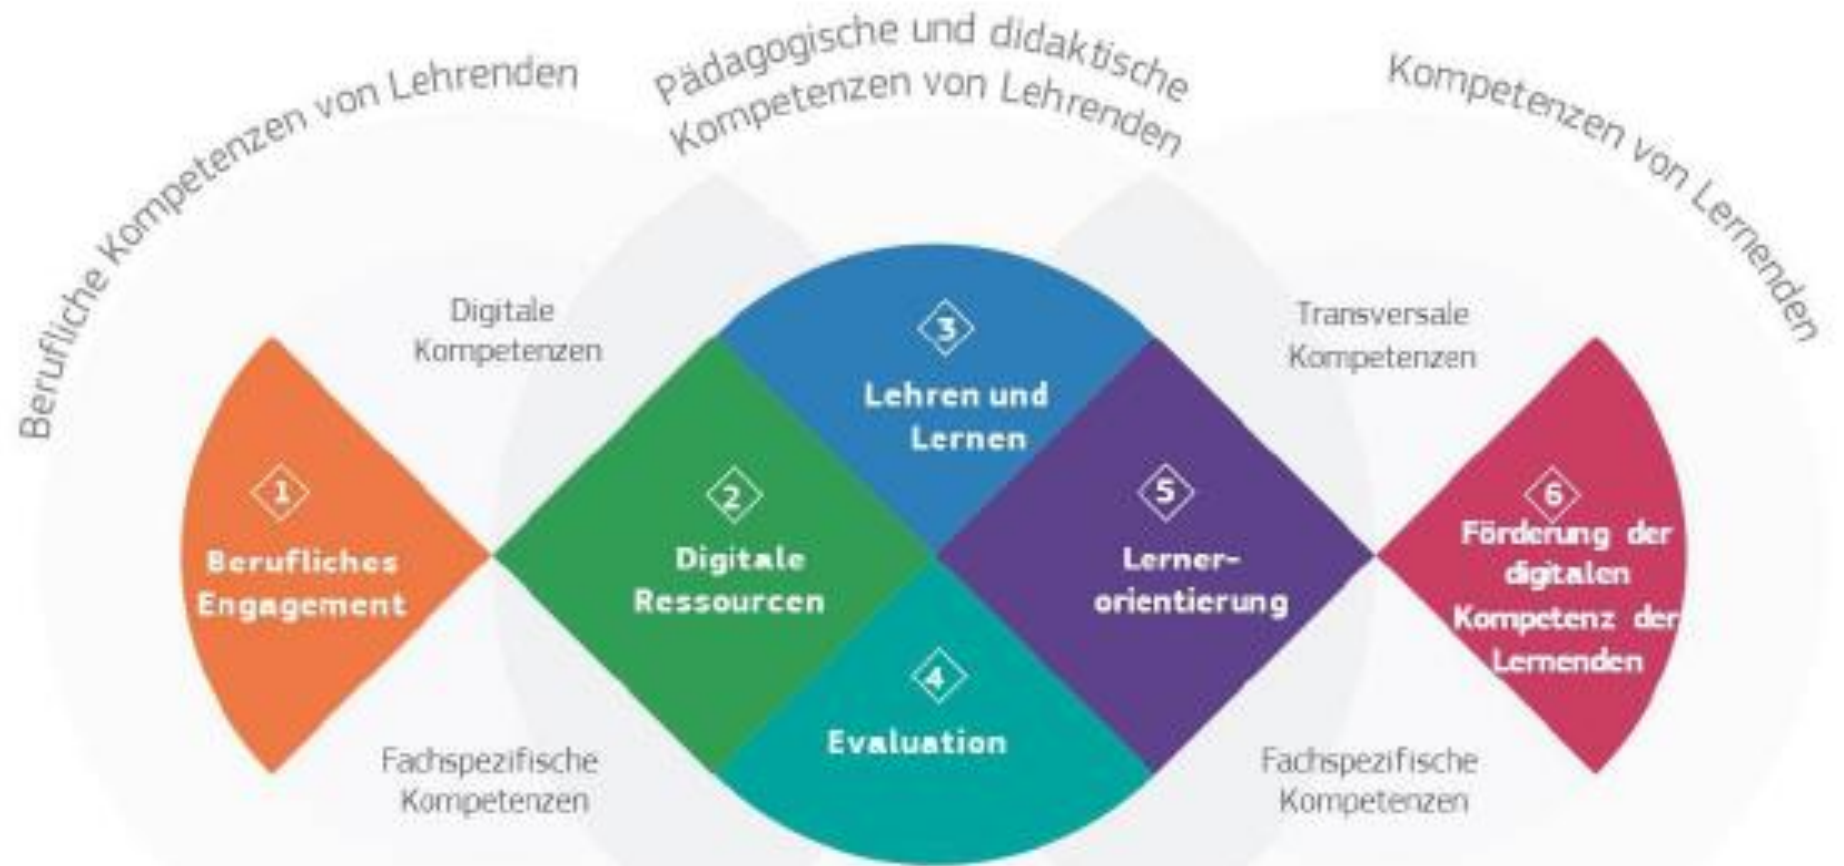 Berufliche Kompetenzen von Lehrenden
Pädagogische und didaktische
Kompetenzen von Lehrenden
Kompetenzen von Lernenden
Digitale
Kompetenzen
Transversale
Kompetenzen
1
Berufliches
Engagement
2
Digitale
Ressourcen
3
Lehren und
Lernen
4
Evaluation
5
Lerner-
orientierung
6
Förderung der
digitalen
Kompetenz der
Lernenden
Fachspezifische
Kompetenzen
Fachspezifische
Kompetenzen